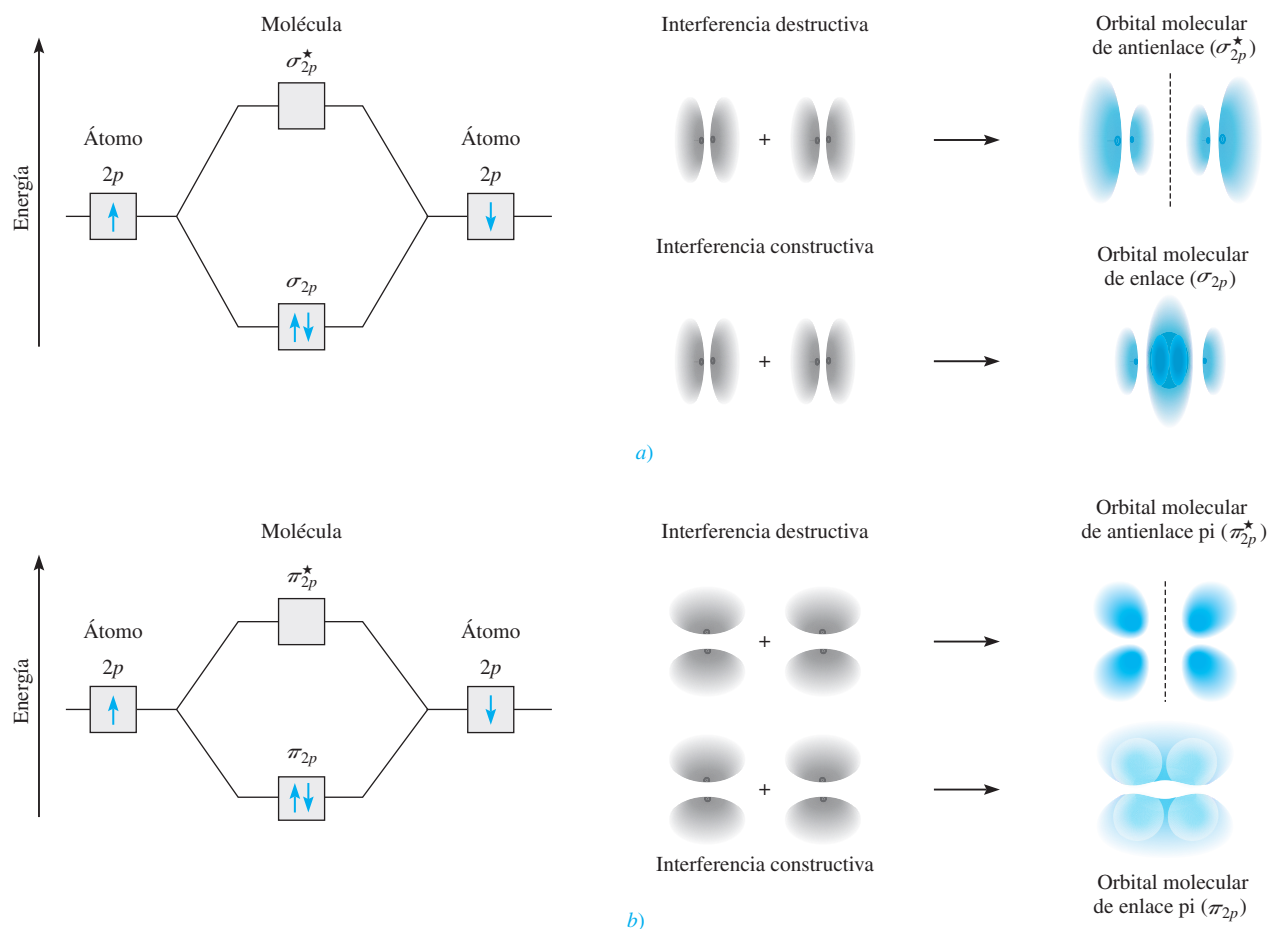 Molécula
σ★2p
Átomo
2p
Átomo
2p
σ2p
Energía
Interferencia destructiva
+
Orbital molecular
de antienlace (σ★2p)
Interferencia constructiva
+
Orbital molecular
de enlace (σ2p)
a)
Molécula
π★2p
Átomo
2p
Átomo
2p
π2p
Energía
Interferencia destructiva
+
Orbital molecular
de antienlace pi (π★2p)
+
Interferencia constructiva
Orbital molecular
de enlace pi (π2p)
b)